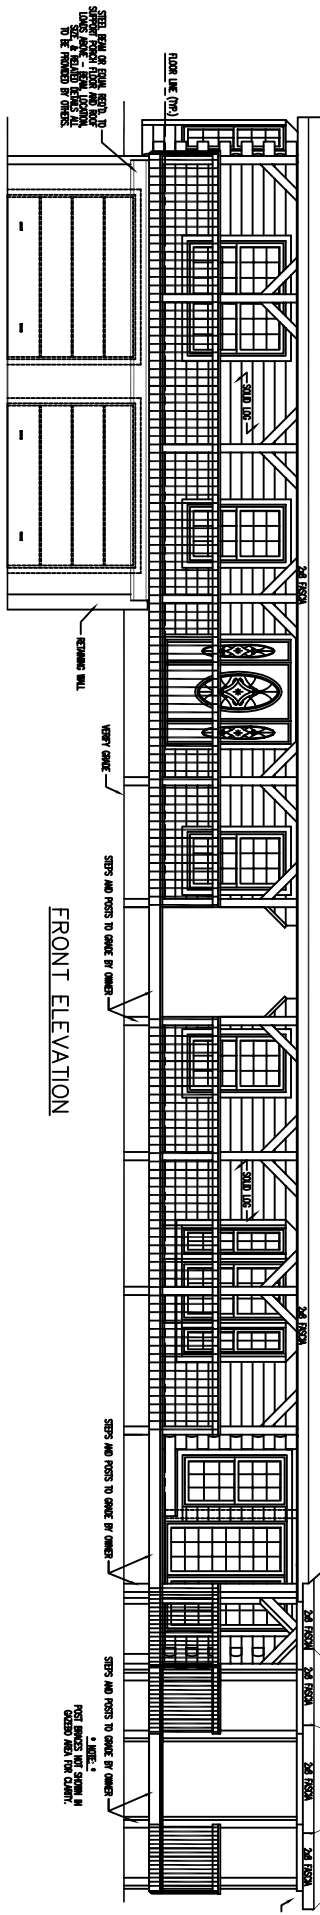 STEEL BEAM OR EQUAL REQ'D. TO
SUPPORT PORCH FLOOR AND ROOF
LOADS ABOVE - BEAM, LOCATION,
SIZE, & RELATED DETAILS ALL
TO BE PROVIDED BY OTHERS.
FLOOR LINE (TYP.)
SOLID LOG
2x8 FASCIA
RETAINING WALL
VERIFY GRADE
STEPS AND POSTS TO GRADE BY OWNER
FRONT ELEVATION
SOLID LOG
2x8 FASCIA
STEPS AND POSTS TO GRADE BY OWNER
2x8 FASCIA
2x8 FASCIA
2x8 FASCIA
2x8 FASCIA
STEPS AND POSTS TO GRADE BY OWNER
* NOTE: *
POST BRACES NOT SHOWN IN
GAZEBO AREA FOR CLARITY.